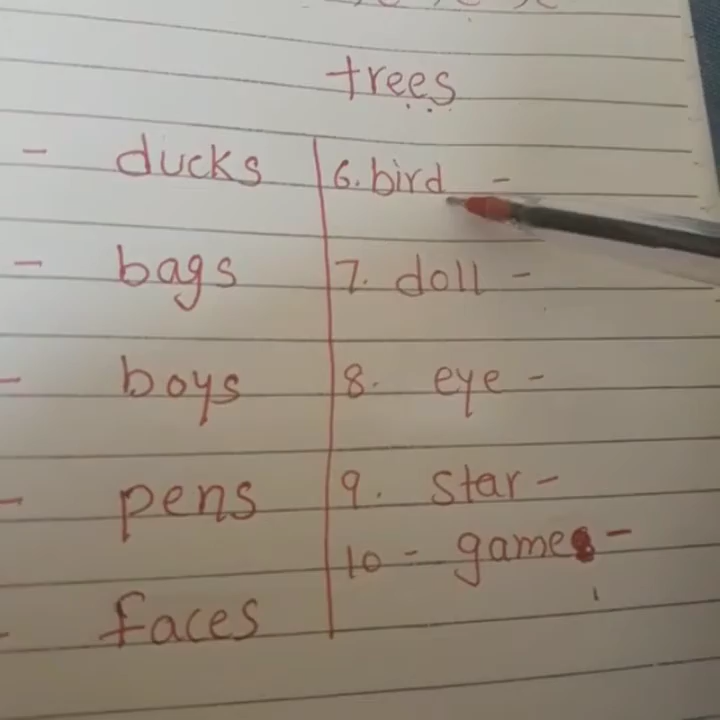 trees
- ducks
- bags
- boys
- pens
- faces
6. bird -
7. doll -
8. eye -
9. star -
10 - games -